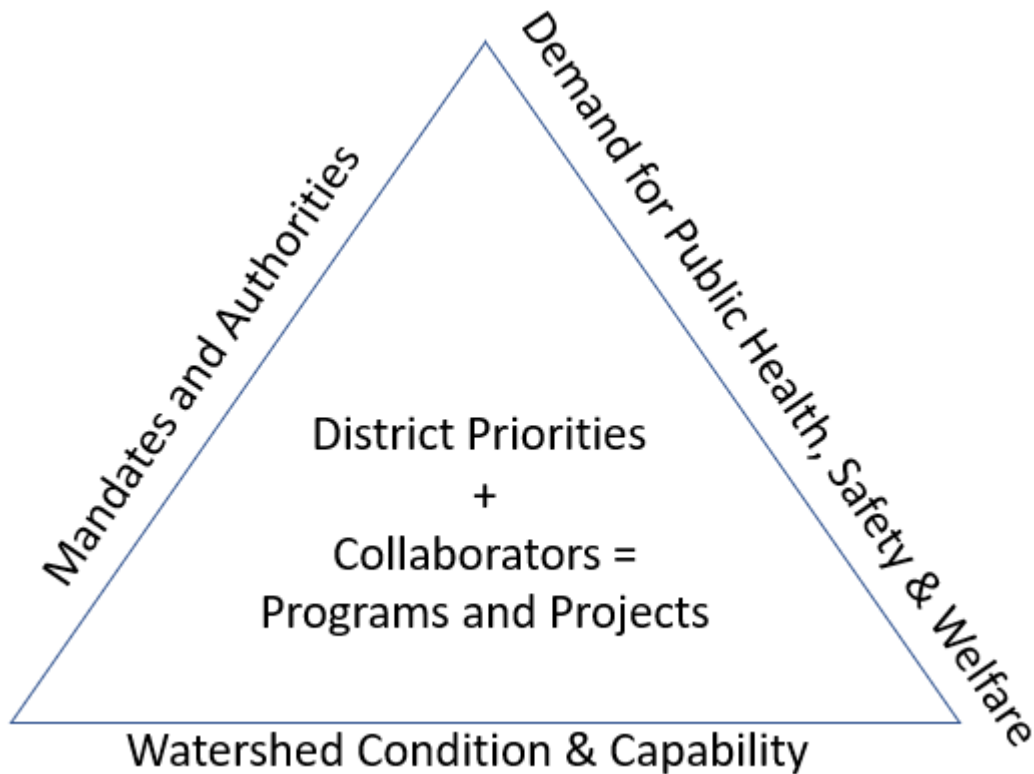 Demand for Public Health, Safety & Welfare
Mandates and Authorities
District Priorities
+
Collaborators =
Programs and Projects
Watershed Condition & Capability